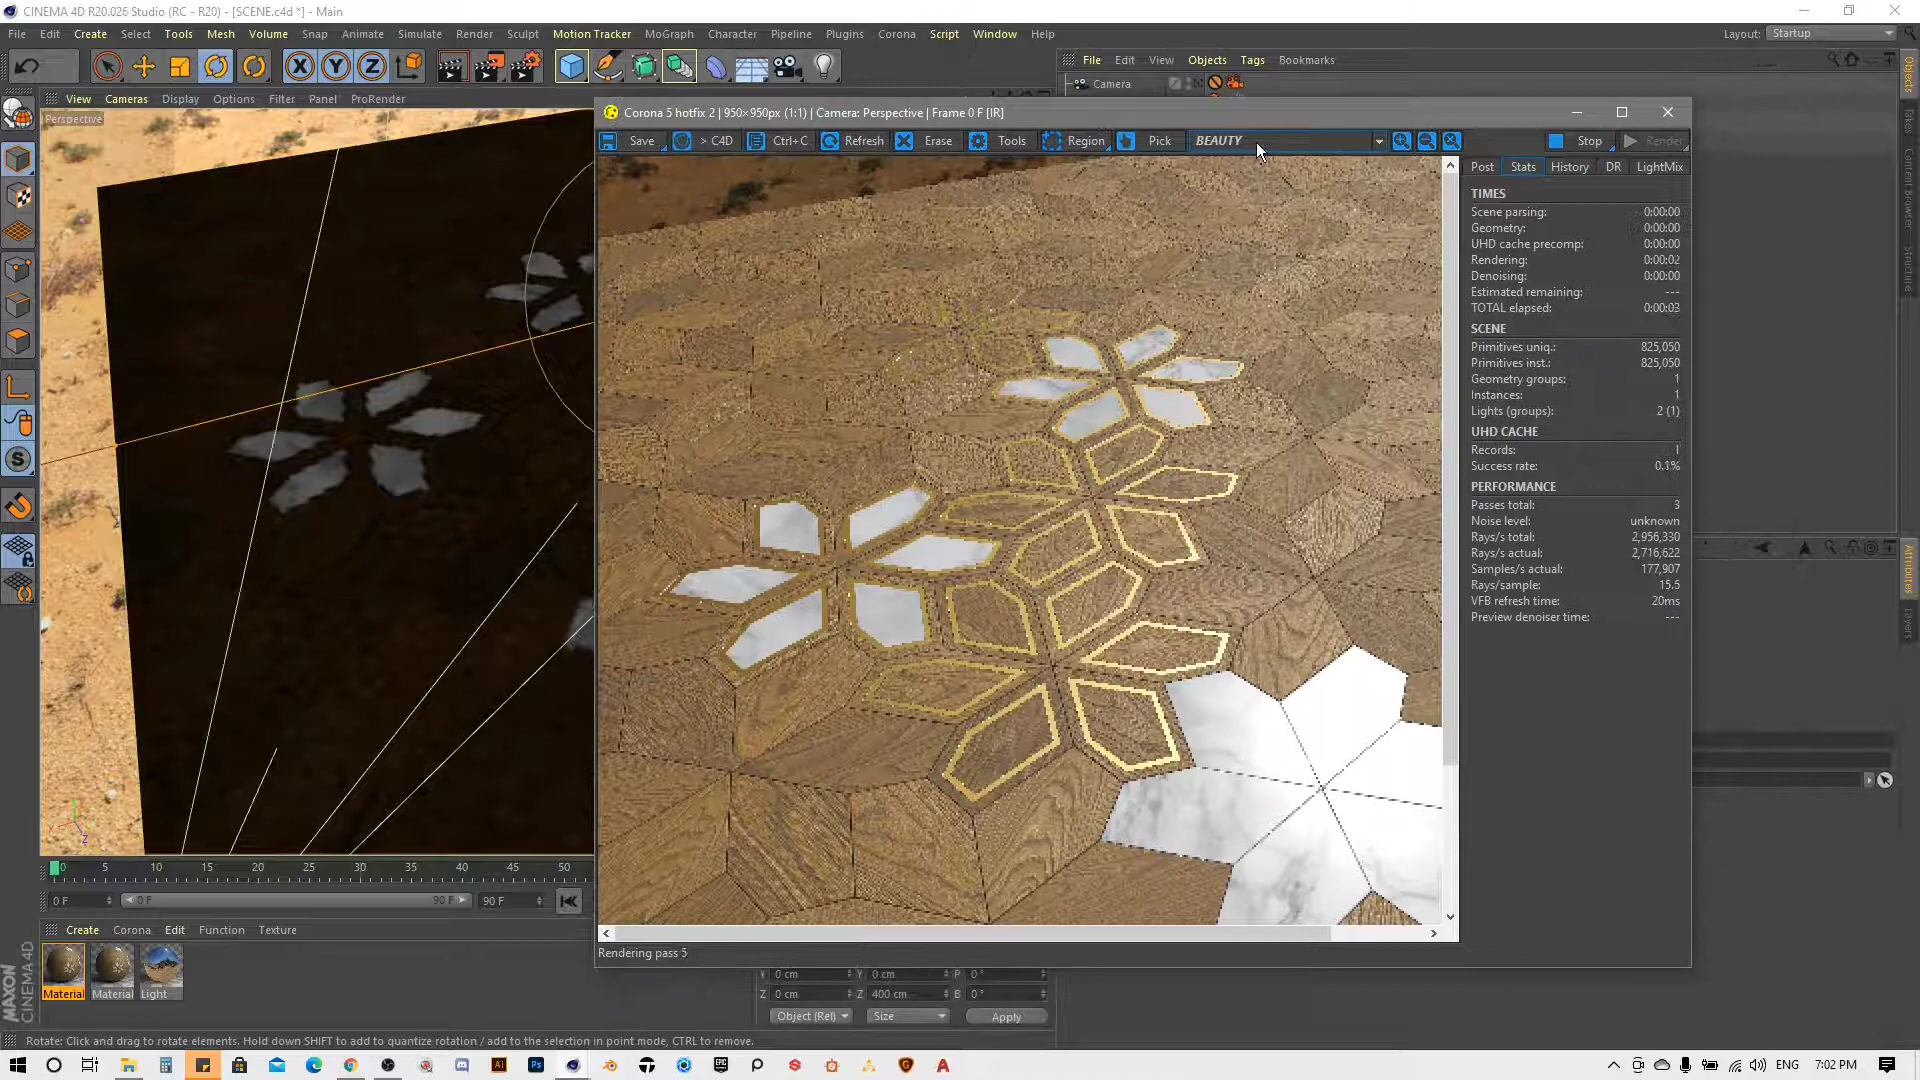 CINEMA 4D R20.026 Studio (RC - R20) - [SCENE.c4d *] - Main
File Edit Create Select Tools Mesh Volume Snap Animate Simulate Render Sculpt Motion Tracker MoGraph Character Pipeline Plugins Corona Script Window Help
Layout: Startup
X Y Z
File Edit View Objects Tags Bookmarks
View Cameras Display Options Filter Panel ProRender
Camera
Perspective
Corona 5 hotfix 2 | 950×950px (1:1) | Camera: Perspective | Frame 0 F [IR]
Save > C4D Ctrl+C Refresh Erase Tools Region Pick BEAUTY Stop Render
Post Stats History DR LightMix
TIMES
Scene parsing: 0:00:00
Geometry: 0:00:00
UHD cache precomp: 0:00:00
Rendering: 0:00:02
Denoising: 0:00:00
Estimated remaining: ---
TOTAL elapsed: 0:00:03
SCENE
Primitives uniq.: 825,050
Primitives inst.: 825,050
Geometry groups: 1
Instances: 1
Lights (groups): 2 (1)
UHD CACHE
Records: 1
Success rate: 0.1%
PERFORMANCE
Passes total: 3
Noise level: unknown
Rays/s total: 2,956,330
Rays/s actual: 2,716,622
Samples/s actual: 177,907
Rays/sample: 15.5
VFB refresh time: 20ms
Preview denoiser time: ---
Objects
Takes
Content Browser
Structure
Attributes
Layers
S
Y
X
Z
0 5 10 15 20 25 30 35 40 45 50
0 F 0 F 90 F 90 F
Create Corona Function Edit Texture
Material Material Light
Rendering pass 5
Y 0 cm Y 0 cm P 0 °
Z 0 cm Z 400 cm B 0 °
Object (Rel) Size Apply
MAXON
CINEMA 4D
Rotate: Click and drag to rotate elements. Hold down SHIFT to add to quantize rotation / add to the selection in point mode, CTRL to remove.
Ai Ps EPIC ENG 7:02 PM